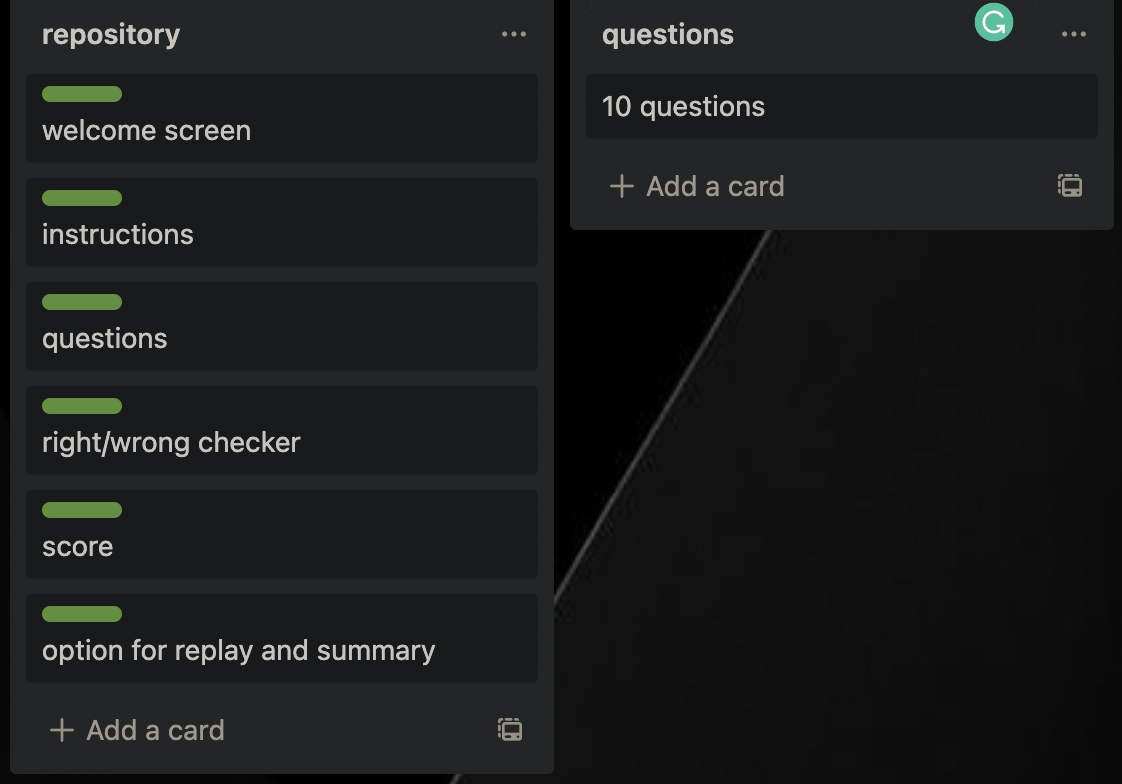 repository
welcome screen
instructions
questions
right/wrong checker
score
option for replay and summary
+ Add a card
questions
10 questions
+ Add a card